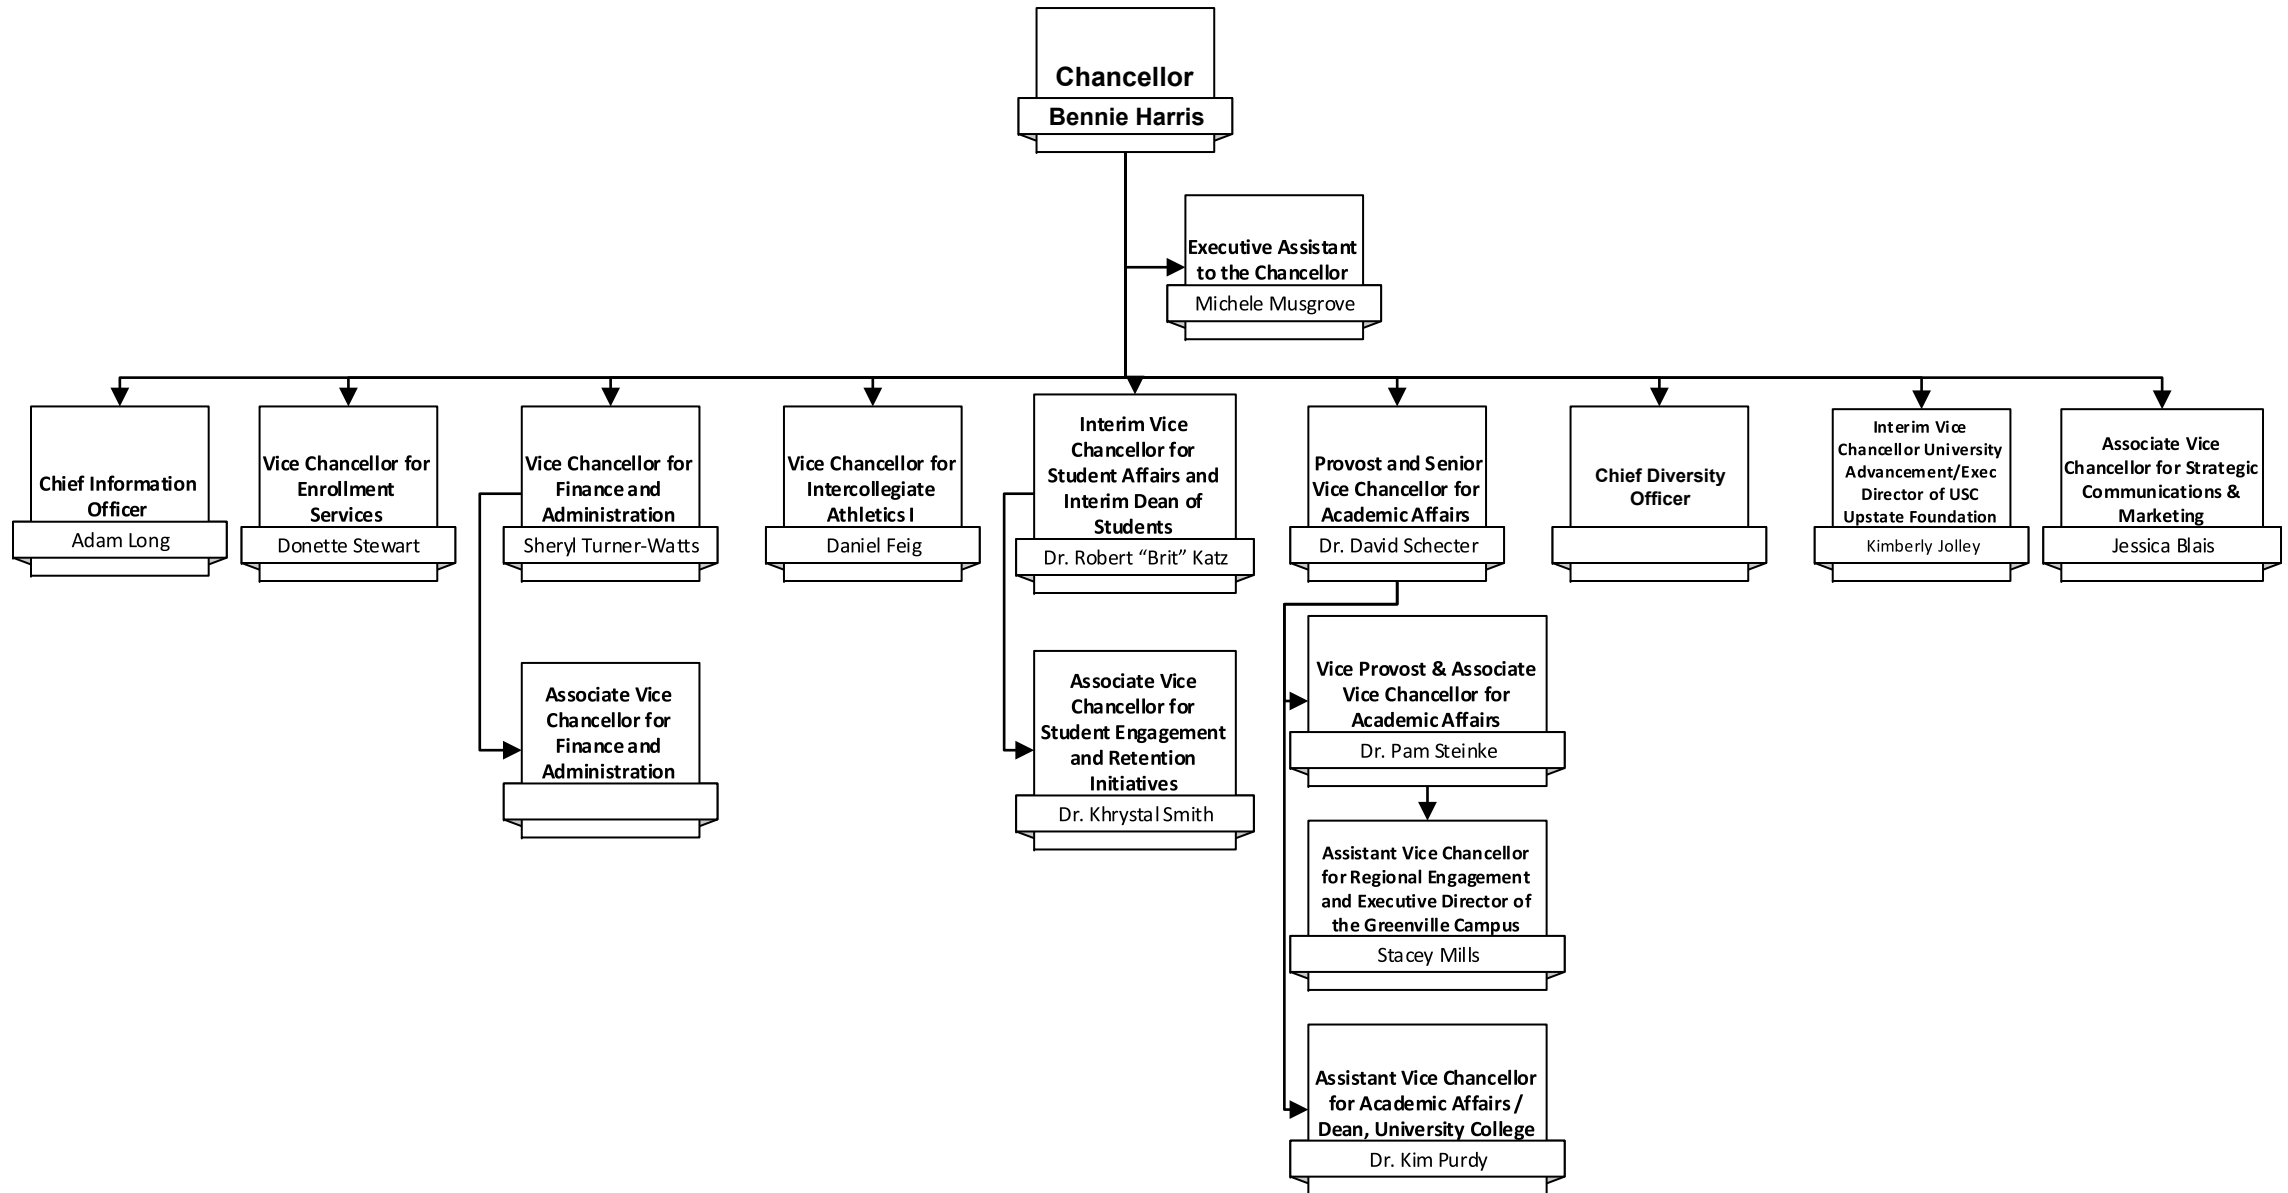 Chancellor
Bennie Harris
Executive Assistant
to the Chancellor
Michele Musgrove
Chief Information
Officer
Adam Long
Vice Chancellor for
Enrollment
Services
Donette Stewart
Vice Chancellor for
Finance and
Administration
Sheryl Turner-Watts
Vice Chancellor for
Intercollegiate
Athletics I
Daniel Feig
Interim Vice
Chancellor for
Student Affairs and
Interim Dean of
Students
Dr. Robert “Brit” Katz
Provost and Senior
Vice Chancellor for
Academic Affairs
Dr. David Schecter
Chief Diversity
Officer
Interim Vice
Chancellor University
Advancement/Exec
Director of USC
Upstate Foundation
Kimberly Jolley
Associate Vice
Chancellor for Strategic
Communications &
Marketing
Jessica Blais
Associate Vice
Chancellor for
Finance and
Administration
Associate Vice
Chancellor for
Student Engagement
and Retention
Initiatives
Dr. Khrystal Smith
Vice Provost & Associate
Vice Chancellor for
Academic Affairs
Dr. Pam Steinke
Assistant Vice Chancellor
for Regional Engagement
and Executive Director of
the Greenville Campus
Stacey Mills
Assistant Vice Chancellor
for Academic Affairs /
Dean, University College
Dr. Kim Purdy